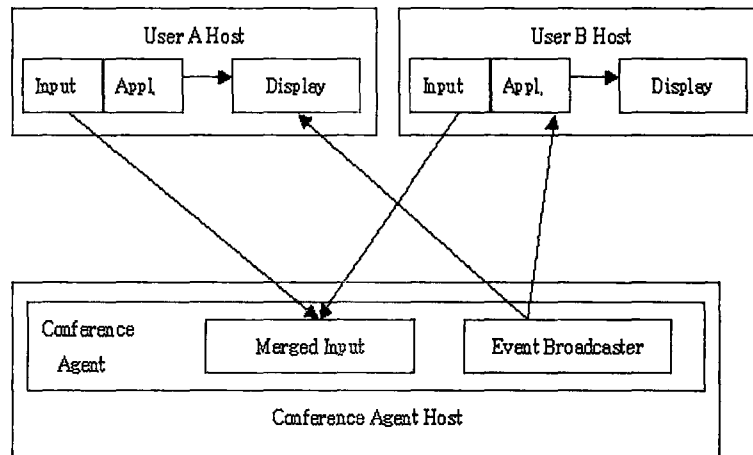 User A Host
Input Appl. Display
User B Host
Input Appl. Display
Conference Agent
Merged Input
Event Broadcaster
Conference Agent Host